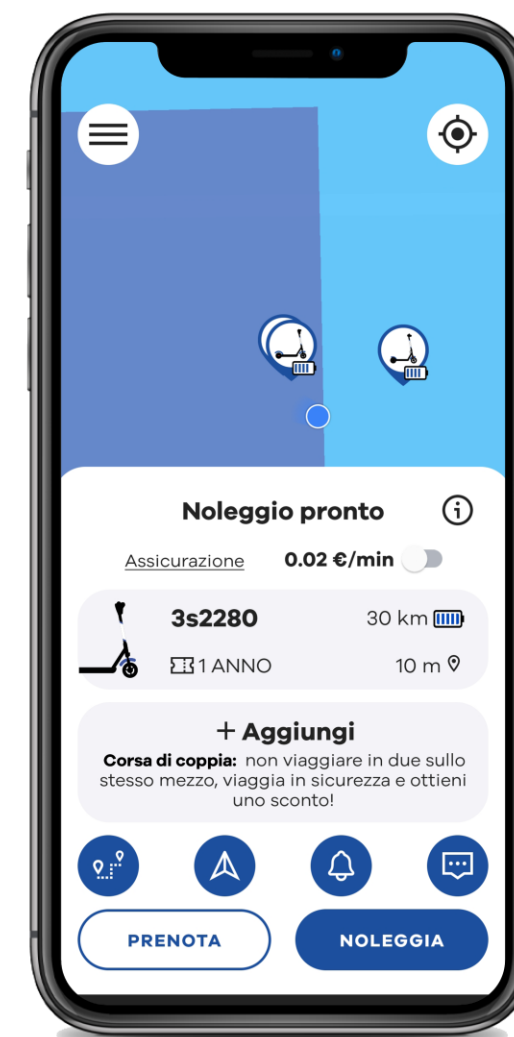 Noleggio pronto
Assicurazione 0.02 €/min
3s2280 30 km
1 ANNO 10 m
+ Aggiungi
Corsa di coppia: non viaggiare in due sullo
stesso mezzo, viaggia in sicurezza e ottieni
uno sconto!
PRENOTA NOLEGGIA